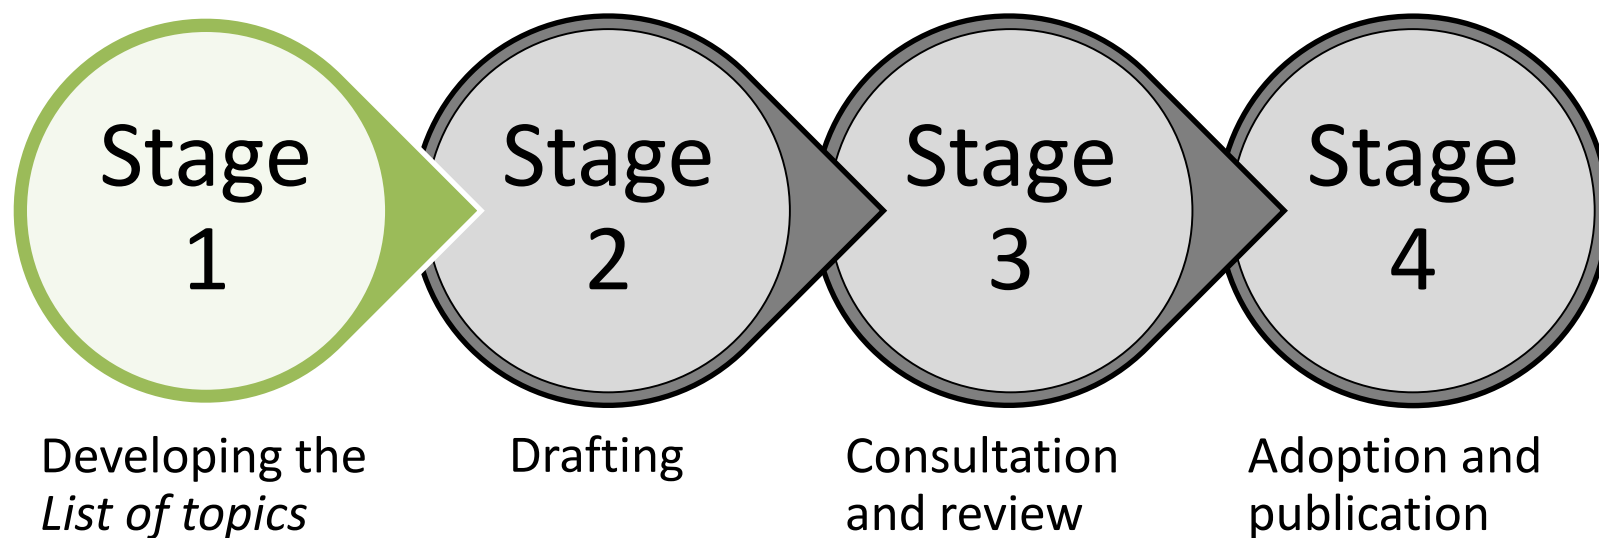 Stage
1
Stage
2
Stage
3
Stage
4
Developing the
List of topics
Drafting
Consultation
and review
Adoption and
publication